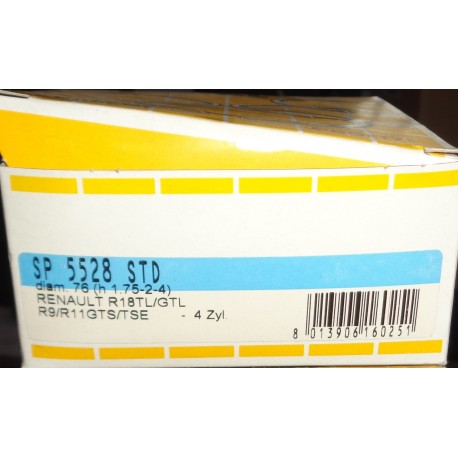 SP 5528 STD
diam. 76 (h 1.75-2-4)
RENAULT R18TL/GTL
R9/R11GTS/TSE - 4 Zyl.
8 013906 160251